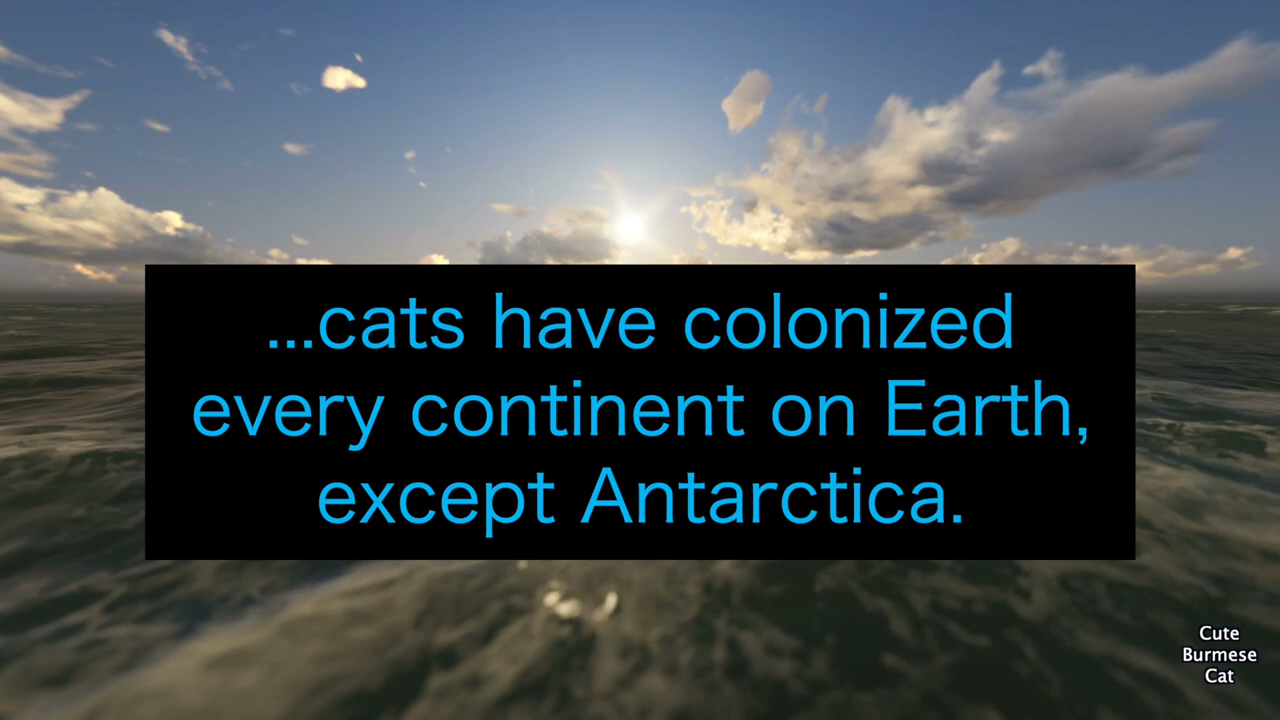 ...cats have colonized
every continent on Earth,
except Antarctica.
Cute
Burmese
Cat